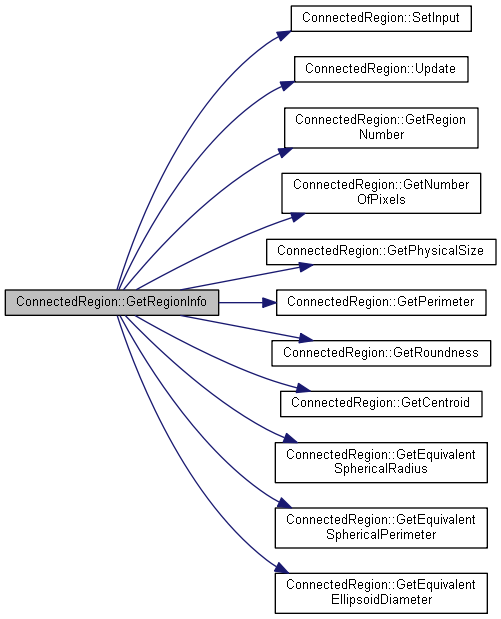 ConnectedRegion::SetInput
ConnectedRegion::Update
ConnectedRegion::GetRegion
Number
ConnectedRegion::GetNumber
OfPixels
ConnectedRegion::GetPhysicalSize
ConnectedRegion::GetRegionInfo
ConnectedRegion::GetPerimeter
ConnectedRegion::GetRoundness
ConnectedRegion::GetCentroid
ConnectedRegion::GetEquivalent
SphericalRadius
ConnectedRegion::GetEquivalent
SphericalPerimeter
ConnectedRegion::GetEquivalent
EllipsoidDiameter